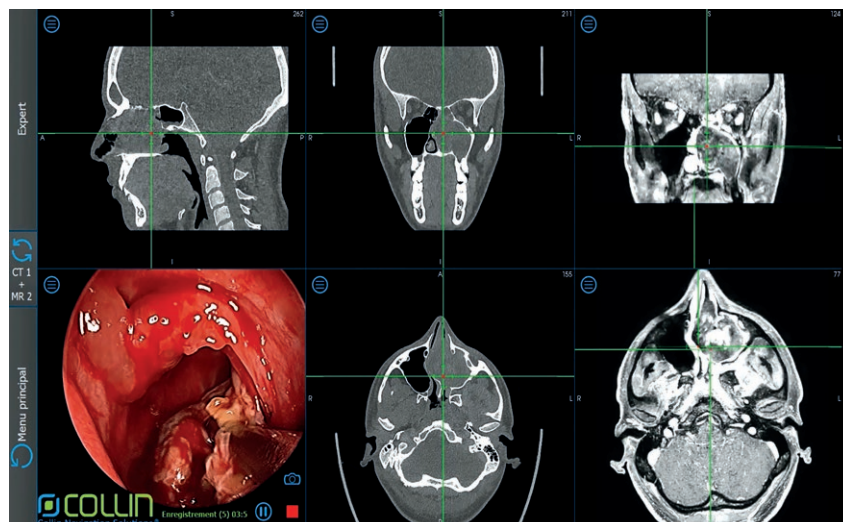 S
262
A
P
I
S
211
R
L
I
S
124
R
L
I
Expert
CT 1
+
MR 2
Menu principal
COLLIN
Enregistrement (5) 03:5
A
155
R
L
77
R
L